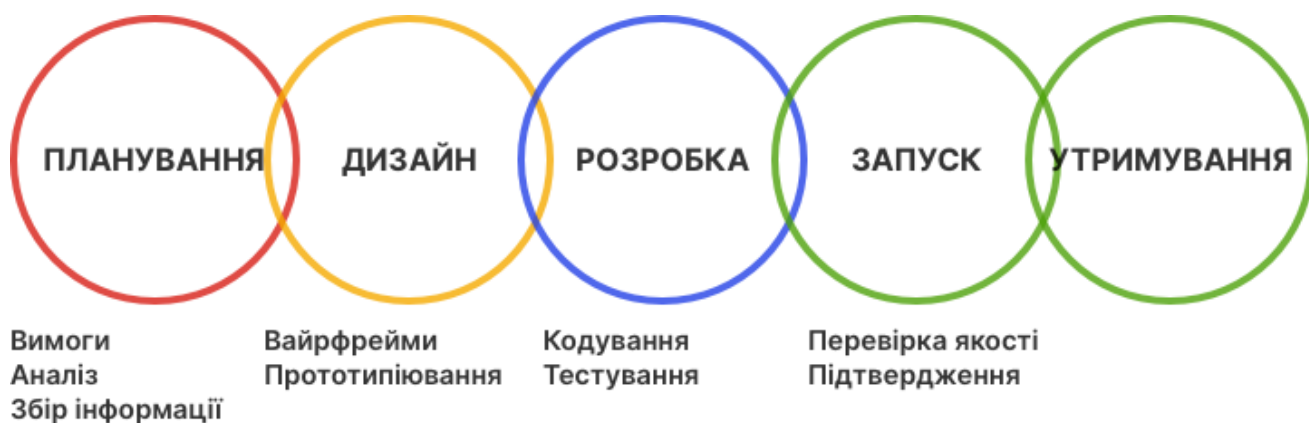 ПЛАНУВАННЯ
ДИЗАЙН
РОЗРОБКА
ЗАПУСК
УТРИМУВАННЯ
Вимоги
Аналіз
Збір інформації
Вайрфрейми
Прототипіювання
Кодування
Тестування
Перевірка якості
Підтвердження